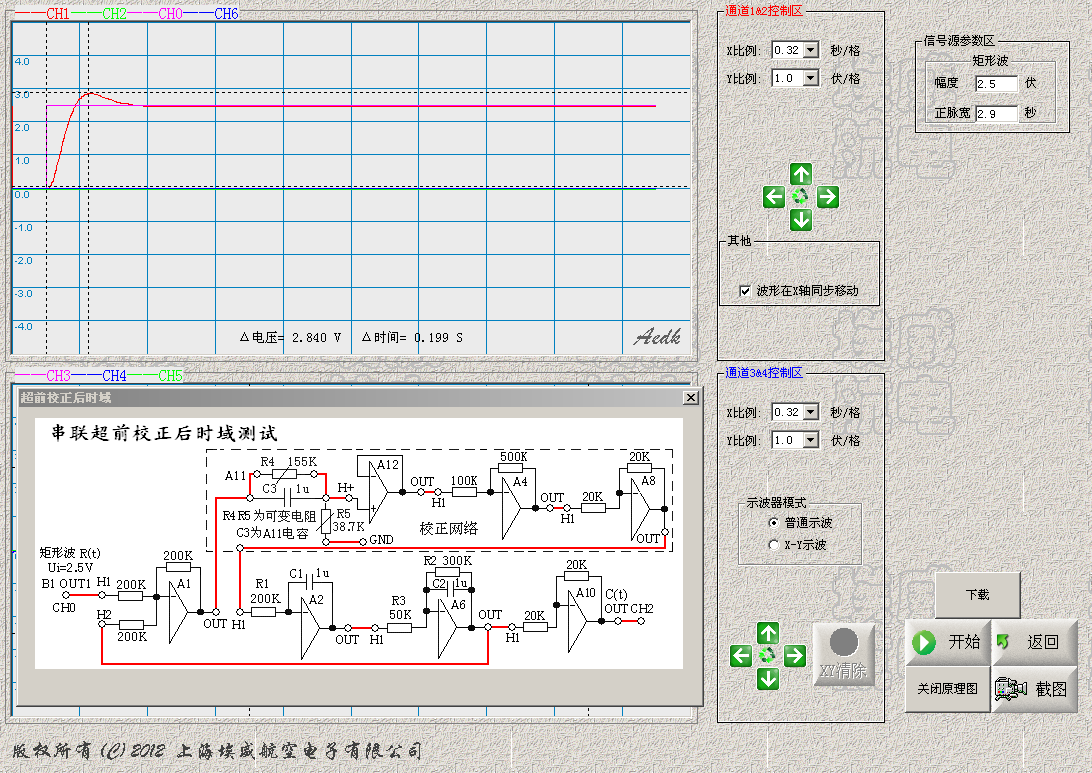 CH1 CH2 CH0 CH6
4.0
3.0
2.0
1.0
0.0
-1.0
-2.0
-3.0
-4.0
△电压= 2.840 V △时间= 0.199 S
Aedk
通道1&2控制区
X比例: 0.32 秒/格
Y比例: 1.0 伏/格
其他
波形在X轴同步移动
信号源参数区
矩形波
幅度 2.5 伏
正脉宽 2.9 秒
CH3 CH4 CH5
超前校正后时域
串联超前校正后时域测试
R4 155K
A11
C3 1u
H+
A12
R4R5为可变电阻
C3为A11电容
R5
38.7K
GND
OUT
H1
100K
500K
A4
OUT
H1
20K
20K
A8
OUT
校正网络
矩形波 R(t)
Ui=2.5V
B1 OUT1 H1
CH0
200K
H2
200K
200K
A1
OUT H1
R1
200K
C1 1u
A2
OUT H1
R3
50K
R2 300K
C2 1u
A6
OUT
H1
20K
20K
A10
C(t)
OUT CH2
通道3&4控制区
X比例: 0.32 秒/格
Y比例: 1.0 伏/格
示波器模式
普通示波
X-Y示波
XY清除
下载
开始
返回
关闭原理图
截图
版权所有(C)2012 上海埃威航空电子有限公司